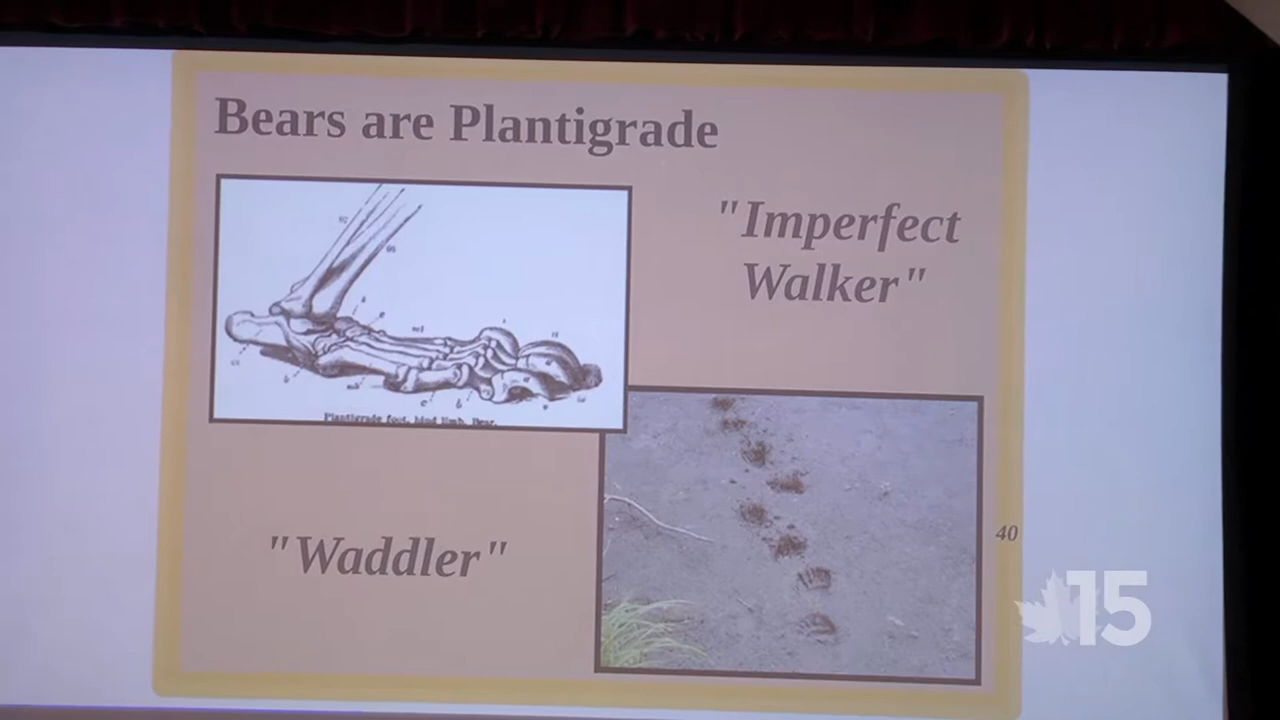 Bears are Plantigrade
"Imperfect
Walker"
Plantigrade foot, hind limb. Bear.
"Waddler"
40
15